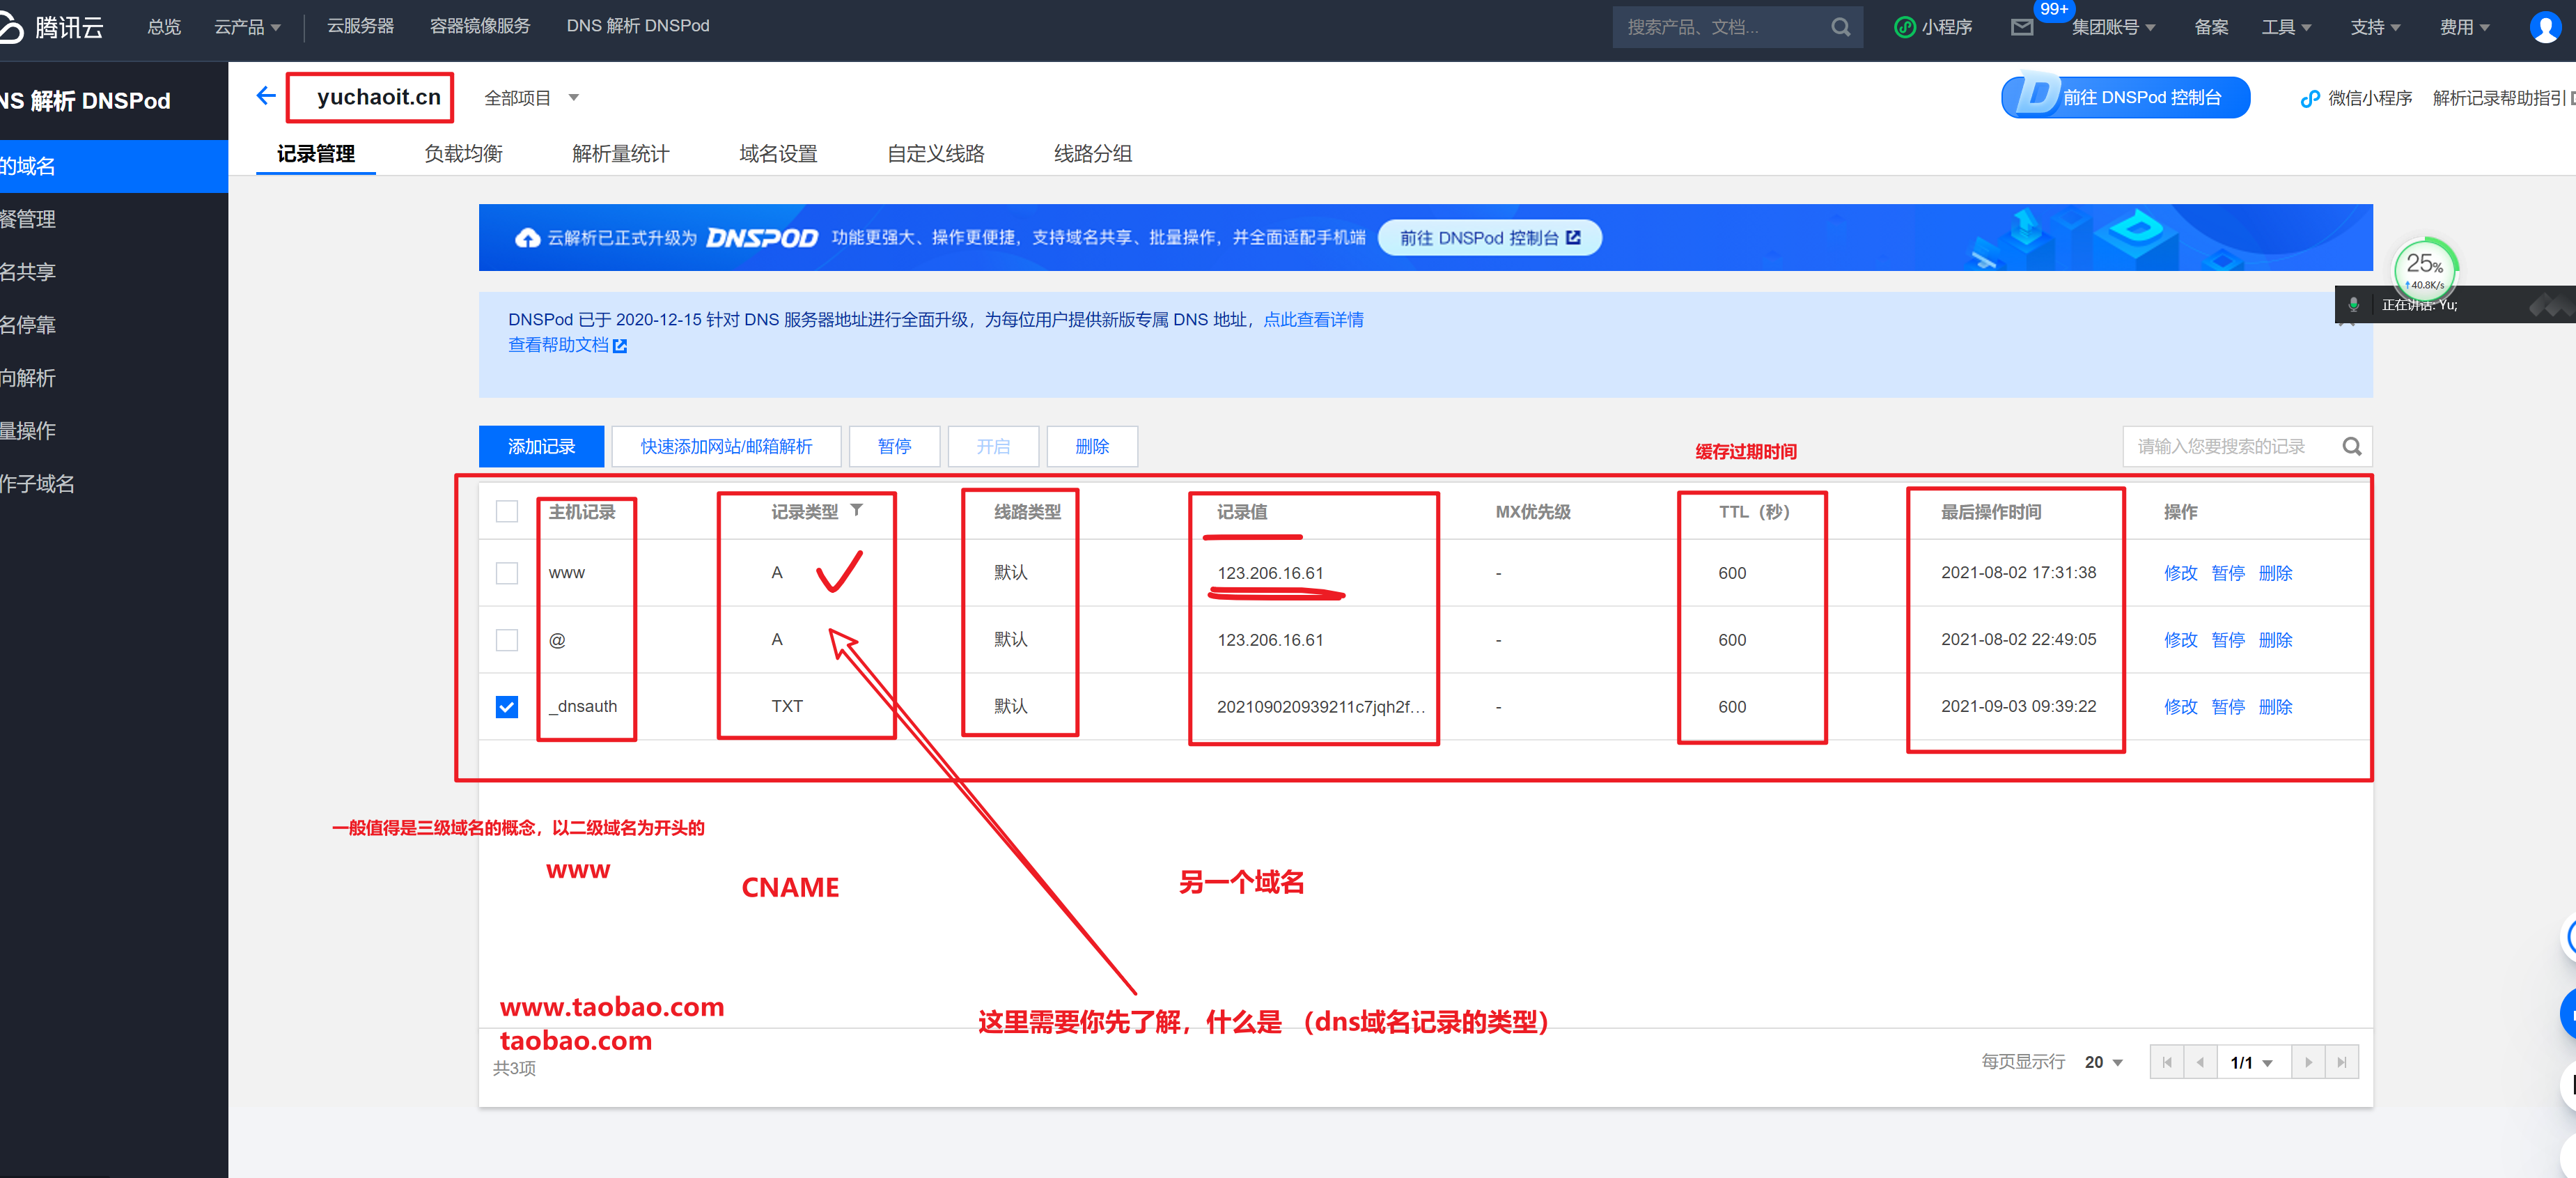 腾讯云 总览 云产品 云服务器 容器镜像服务 DNS 解析 DNSPod 搜索产品、文档... 小程序 99+ 集团账号 备案 工具 支持 费用
NS 解析 DNSPod
yuchaoit.cn 全部项目 前往 DNSPod 控制台 微信小程序 解析记录帮助指引
记录管理 负载均衡 解析量统计 域名设置 自定义线路 线路分组
的域名
餐管理
名共享
名停靠
向解析
量操作
作子域名
云解析已正式升级为 DNSPOD 功能更强大、操作更便捷，支持域名共享、批量操作，并全面适配手机端 前往 DNSPod 控制台
25%
↑40.8K/s
正在讲话: Yu;
DNSPod 已于 2020-12-15 针对 DNS 服务器地址进行全面升级，为每位用户提供新版专属 DNS 地址，点此查看详情
查看帮助文档
添加记录 快速添加网站/邮箱解析 暂停 开启 删除 缓存过期时间 请输入您要搜索的记录
主机记录 记录类型 线路类型 记录值 MX优先级 TTL（秒） 最后操作时间 操作
www A 默认 123.206.16.61 - 600 2021-08-02 17:31:38 修改 暂停 删除
@ A 默认 123.206.16.61 - 600 2021-08-02 22:49:05 修改 暂停 删除
_dnsauth TXT 默认 202109020939211c7jqh2f... - 600 2021-09-03 09:39:22 修改 暂停 删除
一般值得是三级域名的概念，以二级域名为开头的
www CNAME 另一个域名
www.taobao.com
这里需要你先了解，什么是 （dns域名记录的类型）
taobao.com
共3项 每页显示行 20 1/1